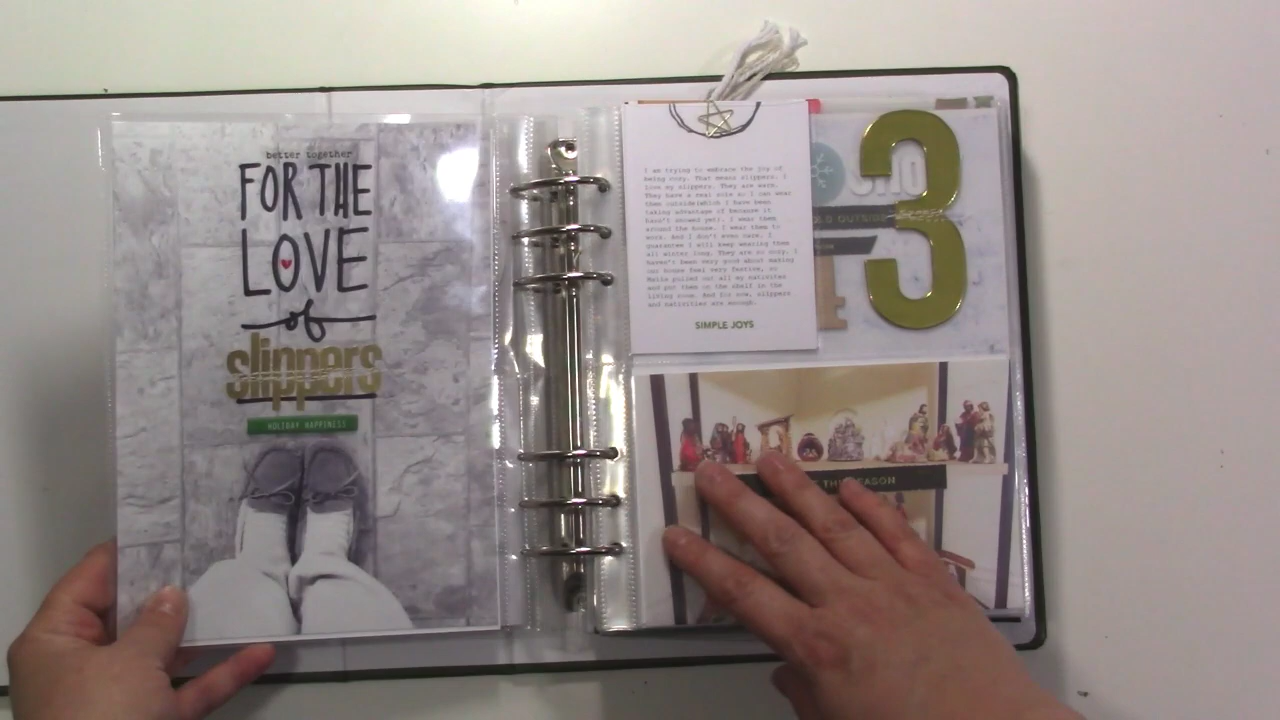 better together
FOR THE
LOVE
of
slippers
HOLIDAY HAPPINESS
I am trying to embrace the joy of
being cozy. That means slippers. I
love my slippers. They are warm.
They have a real sole so I can wear
them outside(which I have been
taking advantage of because it
hasn't snowed yet). I wear them
around the house. I wear them to
work. And I don't even care. I
guarantee I will keep wearing them
all winter long. They are so cozy. I
haven't been very good about making
our house feel very festive, so
pulled out all my nativities
and put them on the shelf in the
living room. And for now, slippers
and nativities are enough.
SIMPLE JOYS
3
OLD OUTSIDE
THE SEASON